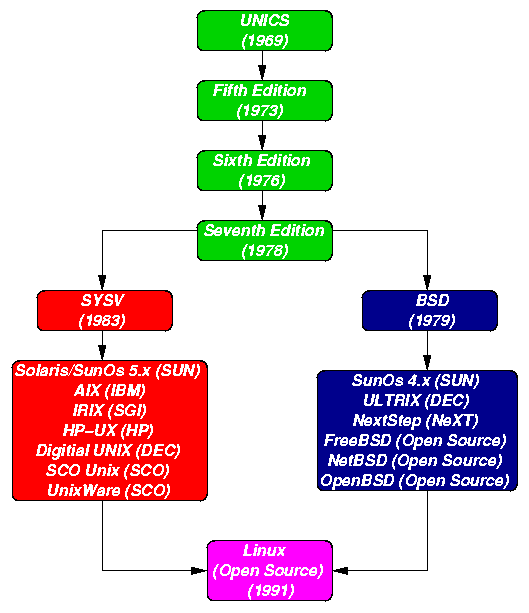 UNICS
(1969)
Fifth Edition
(1973)
Sixth Edition
(1976)
Seventh Edition
(1978)
SYSV
(1983)
BSD
(1979)
Solaris/SunOs 5.x (SUN)
AIX (IBM)
IRIX (SGI)
HP-UX (HP)
Digitial UNIX (DEC)
SCO Unix (SCO)
UnixWare (SCO)
SunOs 4.x (SUN)
ULTRIX (DEC)
NextStep (NeXT)
FreeBSD (Open Source)
NetBSD (Open Source)
OpenBSD (Open Source)
Linux
(Open Source)
(1991)